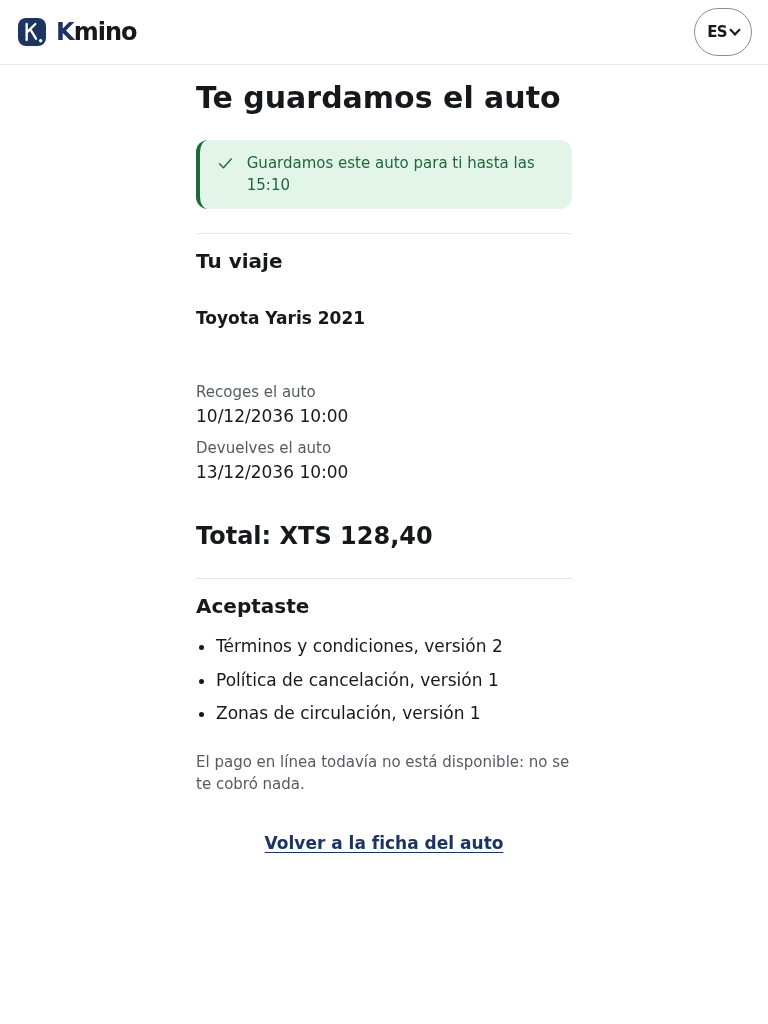 K. Kmino
ES
Te guardamos el auto
Guardamos este auto para ti hasta las
15:10
Tu viaje
Toyota Yaris 2021
Recoges el auto
10/12/2036 10:00
Devuelves el auto
13/12/2036 10:00
Total: XTS 128,40
Aceptaste
• Términos y condiciones, versión 2
• Política de cancelación, versión 1
• Zonas de circulación, versión 1
El pago en línea todavía no está disponible: no se
te cobró nada.
Volver a la ficha del auto